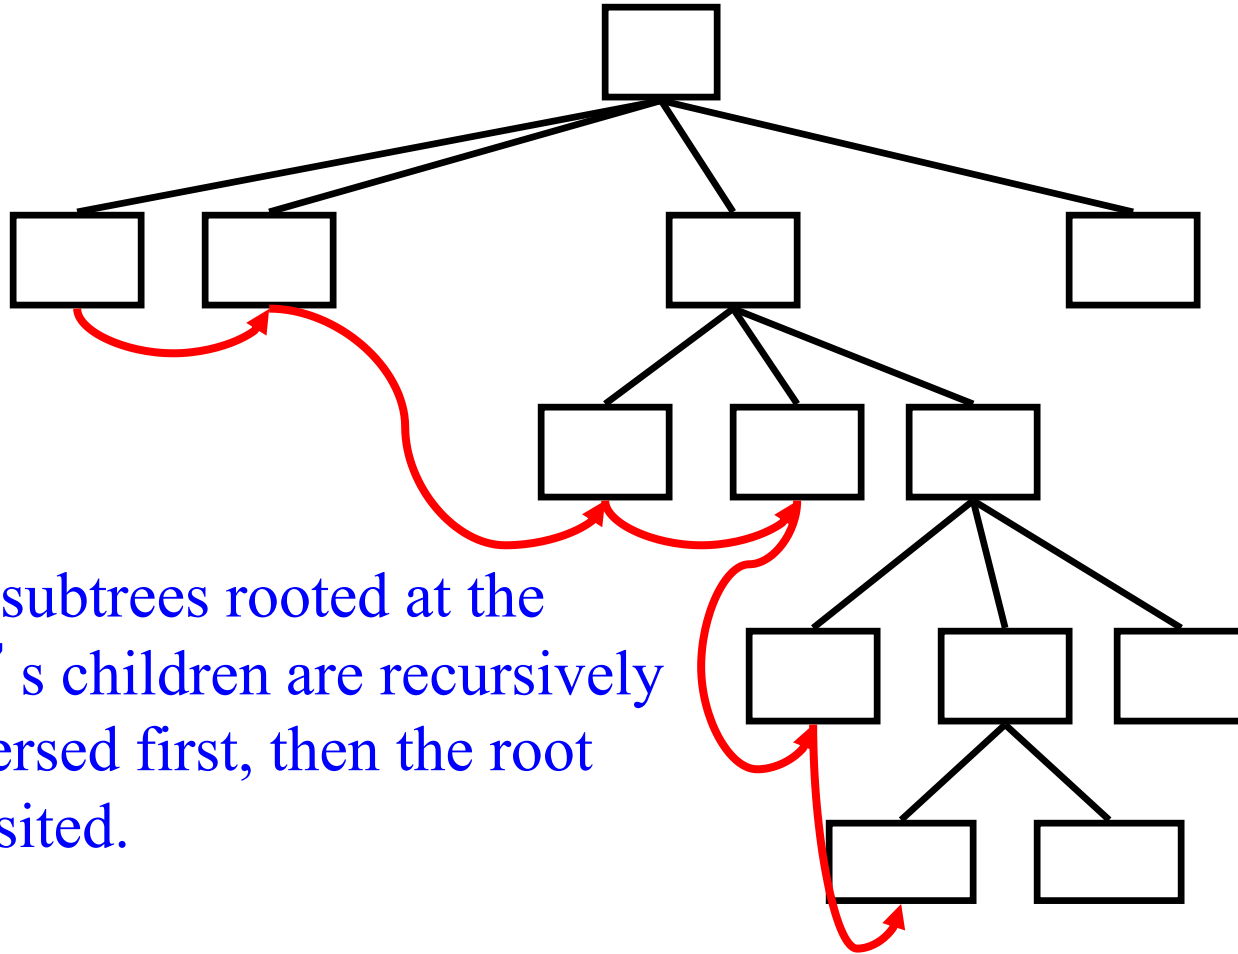 subtrees rooted at the
’ s children are recursively
ersed first, then the root
sited.